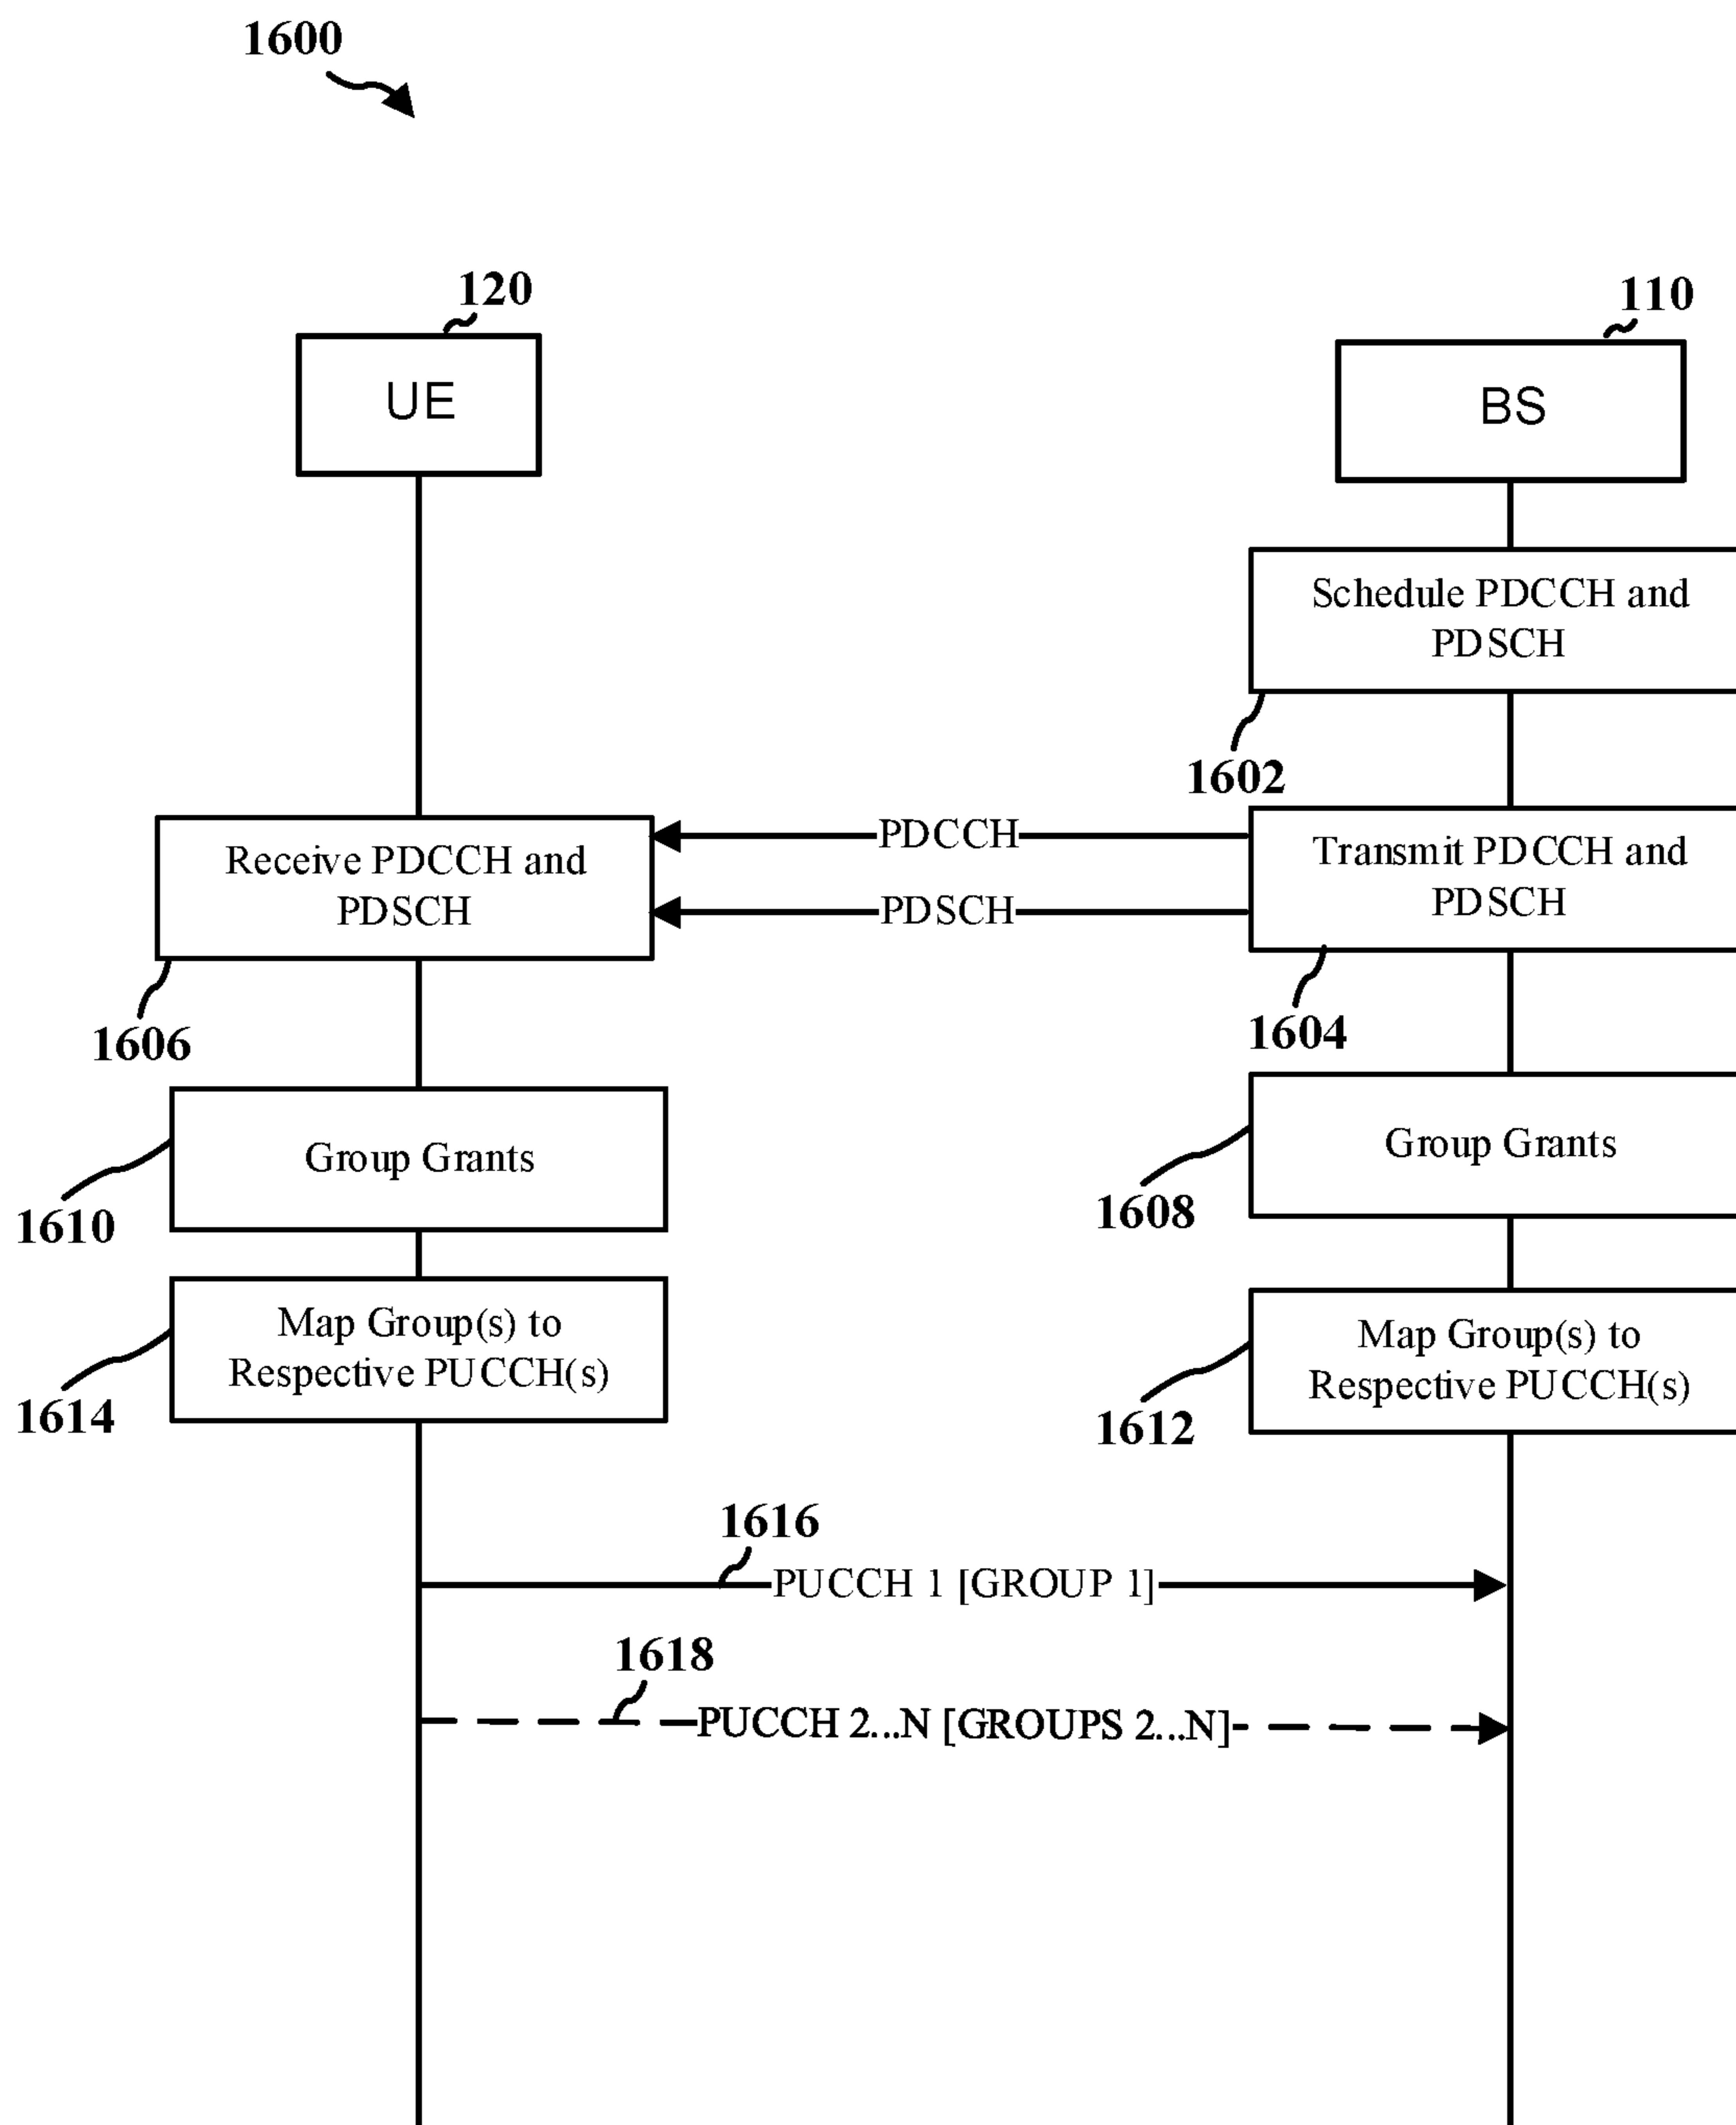 1600
120
110
UE
BS
Schedule PDCCH and
PDSCH
1602
PDCCH
Receive PDCCH and
PDSCH
Transmit PDCCH and
PDSCH
PDSCH
1606
1604
Group Grants
Group Grants
1610
1608
Map Group(s) to
Respective PUCCH(s)
Map Group(s) to
Respective PUCCH(s)
1614
1612
1616
PUCCH 1 [GROUP 1]
1618
PUCCH 2...N [GROUPS 2...N]